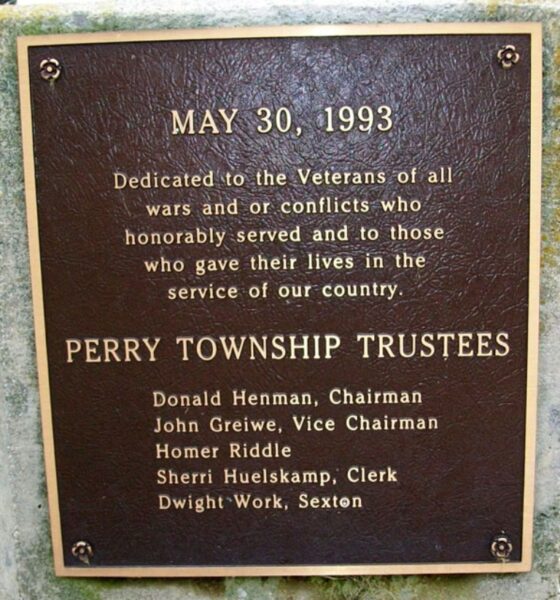 MAY 30, 1993
Dedicated to the Veterans of all
wars and or conflicts who
honorably served and to those
who gave their lives in the
service of our country.
PERRY TOWNSHIP TRUSTEES
Donald Henman, Chairman
John Greiwe, Vice Chairman
Homer Riddle
Sherri Huelskamp, Clerk
Dwight Work, Sexton